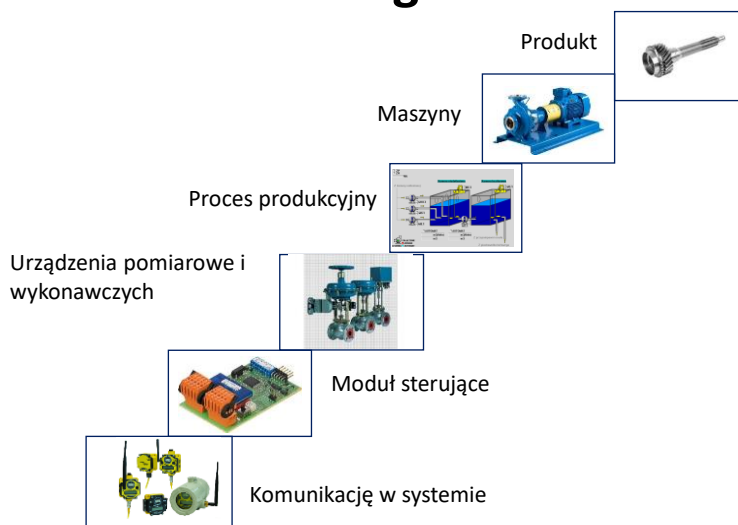 Produkt
Maszyny
Proces produkcyjny
Urządzenia pomiarowe i
wykonawczych
Moduł sterujące
Komunikację w systemie